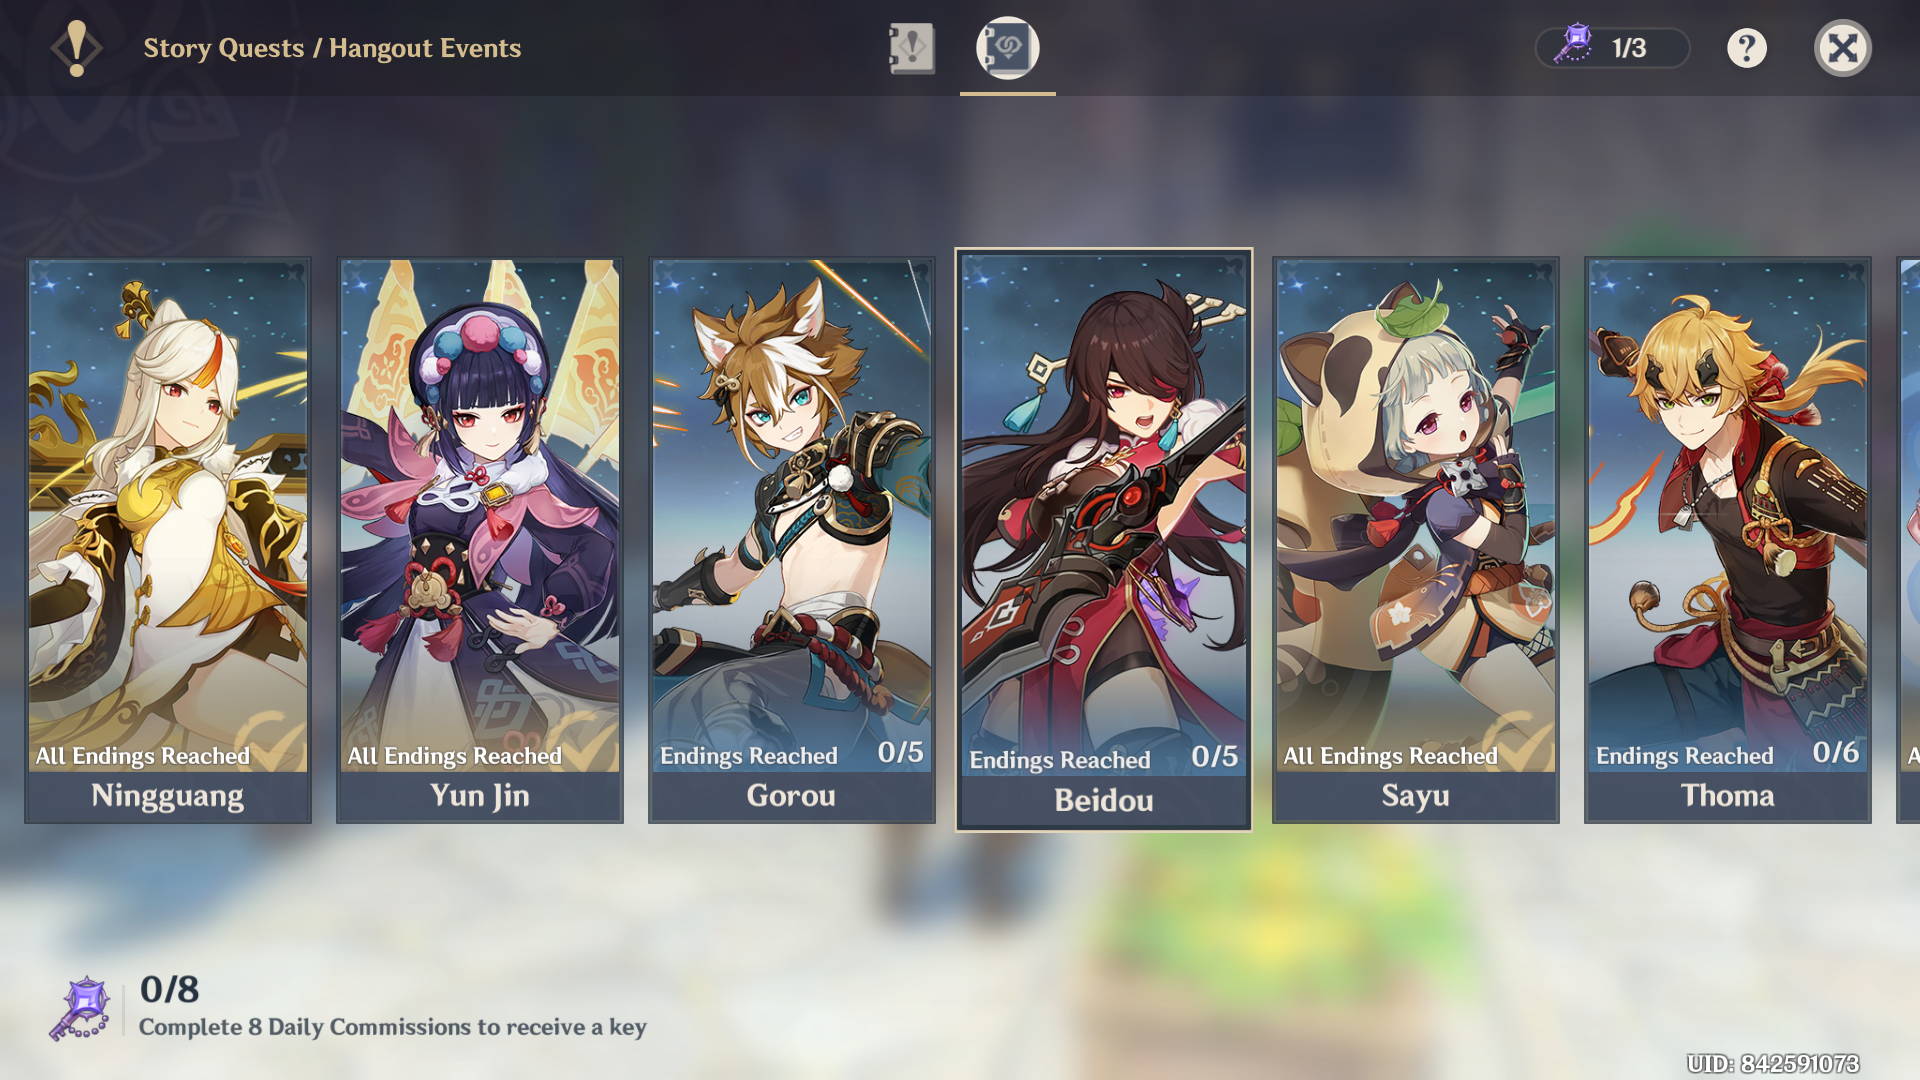 Story Quests / Hangout Events
1/3
All Endings Reached
Ningguang
All Endings Reached
Yun Jin
Endings Reached 0/5
Gorou
Endings Reached 0/5
Beidou
All Endings Reached
Sayu
Endings Reached 0/6
Thoma
A
0/8
Complete 8 Daily Commissions to receive a key
UID: 842591073